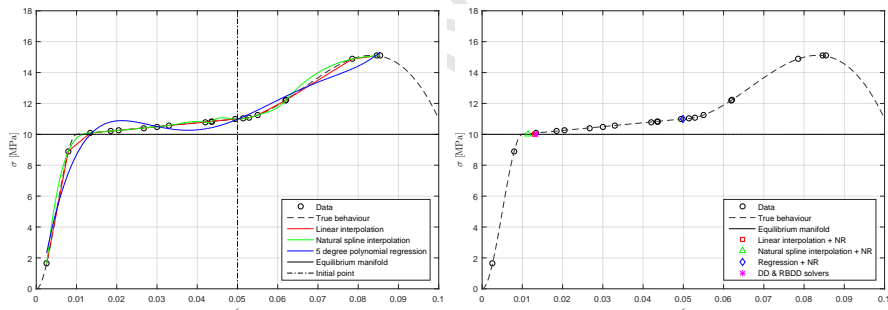 18
16
14
12
10
8
6
4
2
0
σ [MPa]
0
0.01
0.02
0.03
0.04
0.05
0.06
0.07
0.08
0.09
0.1
Data
True behaviour
Linear interpolation
Natural spline interpolation
5 degree polynomial regression
Equilibrium manifold
Initial point
18
16
14
12
10
8
6
4
2
0
σ [MPa]
0
0.01
0.02
0.03
0.04
0.05
0.06
0.07
0.08
0.09
0.1
Data
True behaviour
Equilibrium manifold
Linear interpolation + NR
Natural spline interpolation + NR
Regression + NR
DD & RBDD solvers